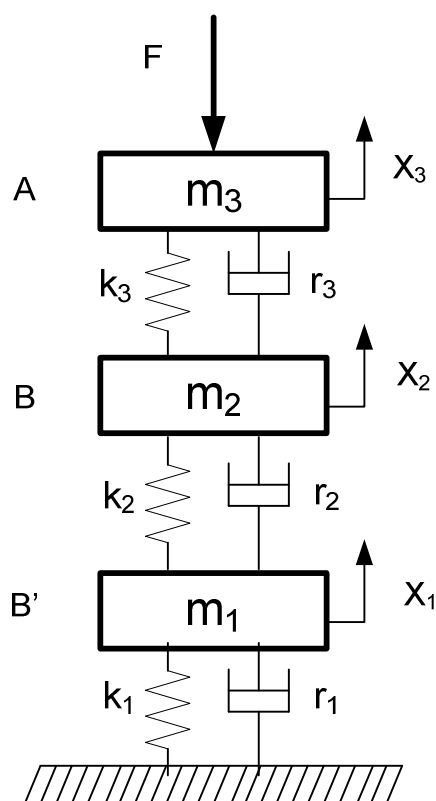 F
A
m₃
X₃
k₃
r₃
B
m₂
X₂
k₂
r₂
B'
m₁
X₁
k₁
r₁